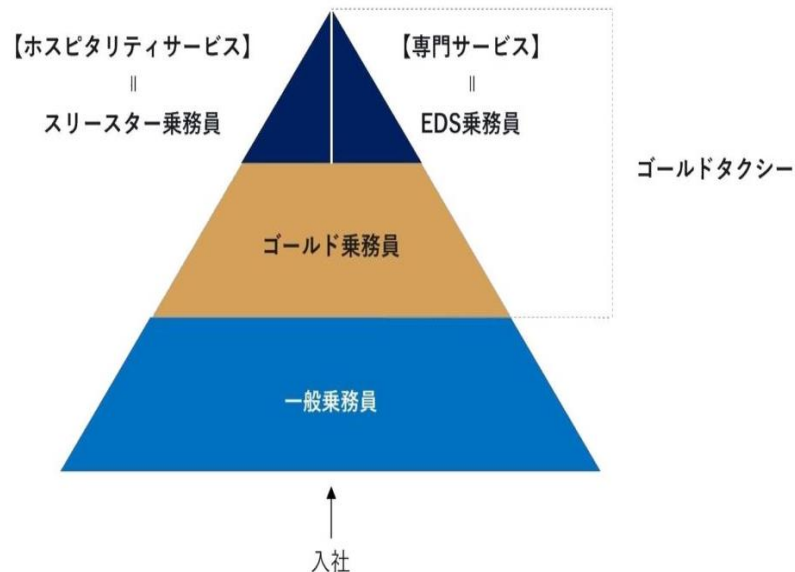 【ホスピタリティサービス】
＝
スリースター乗務員
【専門サービス】
＝
EDS乗務員
ゴールドタクシー
ゴールド乗務員
一般乗務員
入社